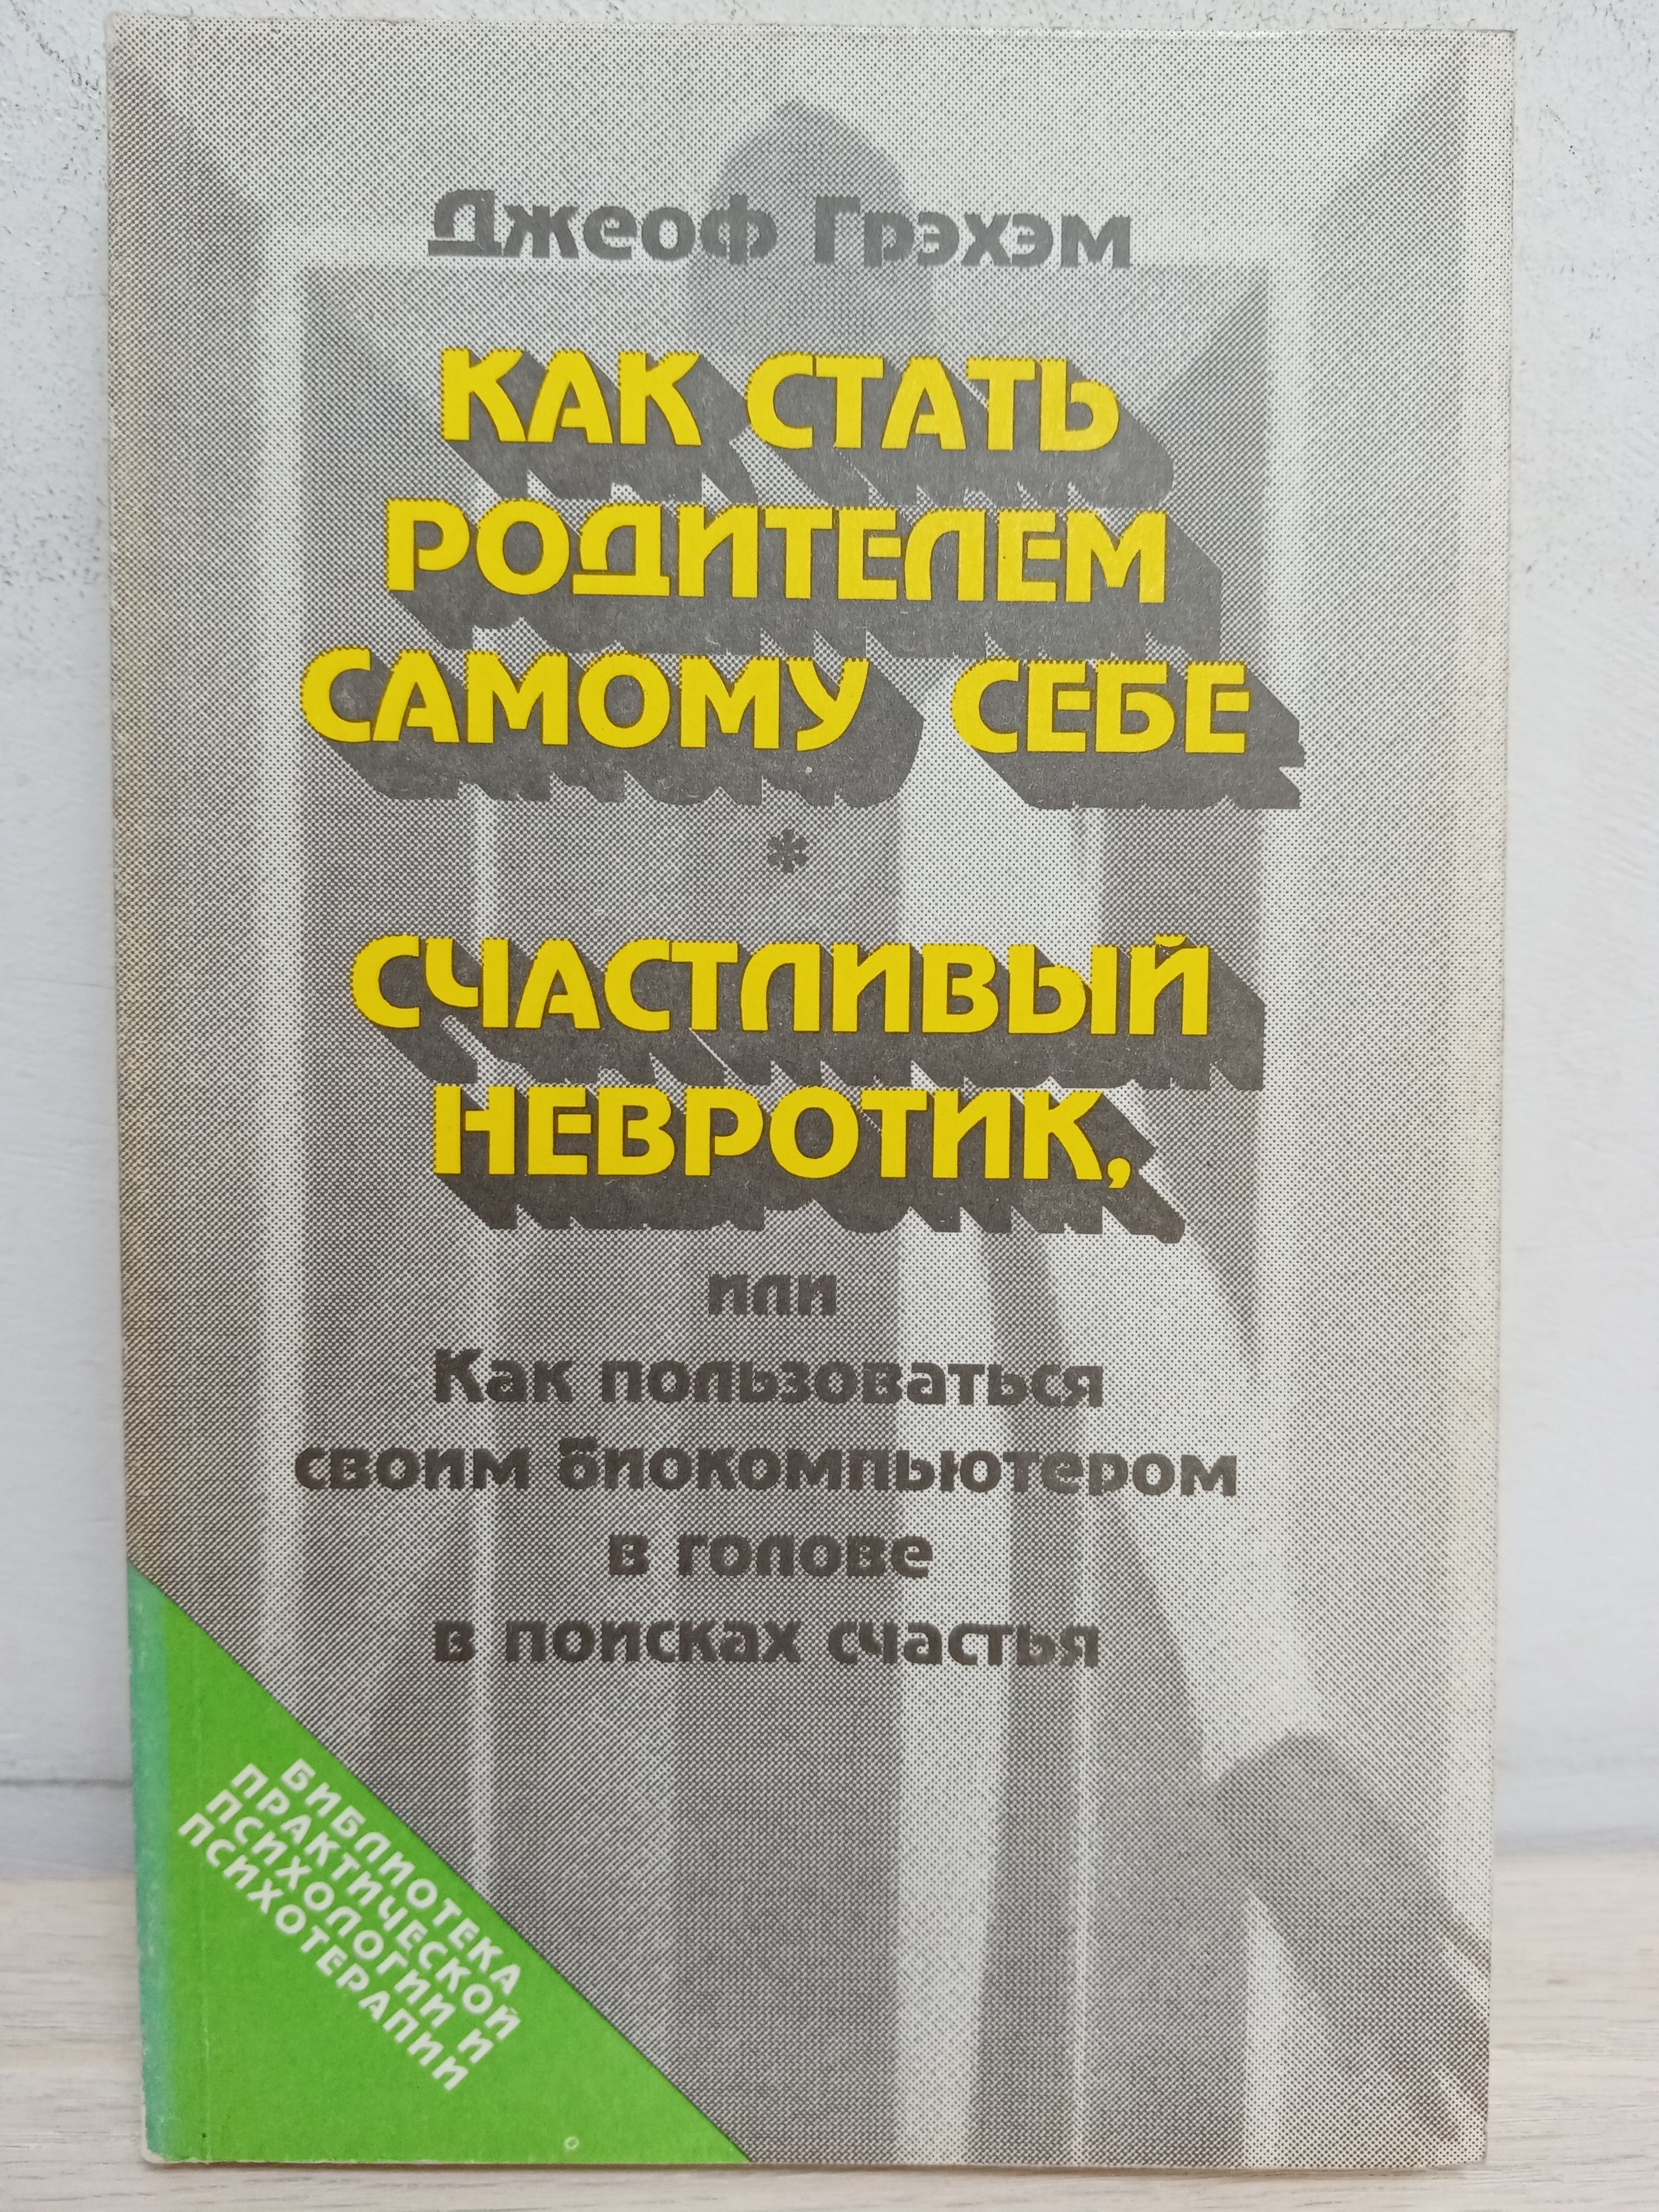 Джеоф Грэхэм
КАК СТАТЬ
РОДИТЕЛЕМ
САМОМУ СЕБЕ
*
СЧАСТЛИВЫЙ
НЕВРОТИК,
или
Как пользоваться
своим биокомпьютером
в голове
в поисках счастья
БИБЛИОТЕКА
ПРАКТИЧЕСКОЙ
ПСИХОЛОГИИ И
ПСИХОТЕРАПИИ